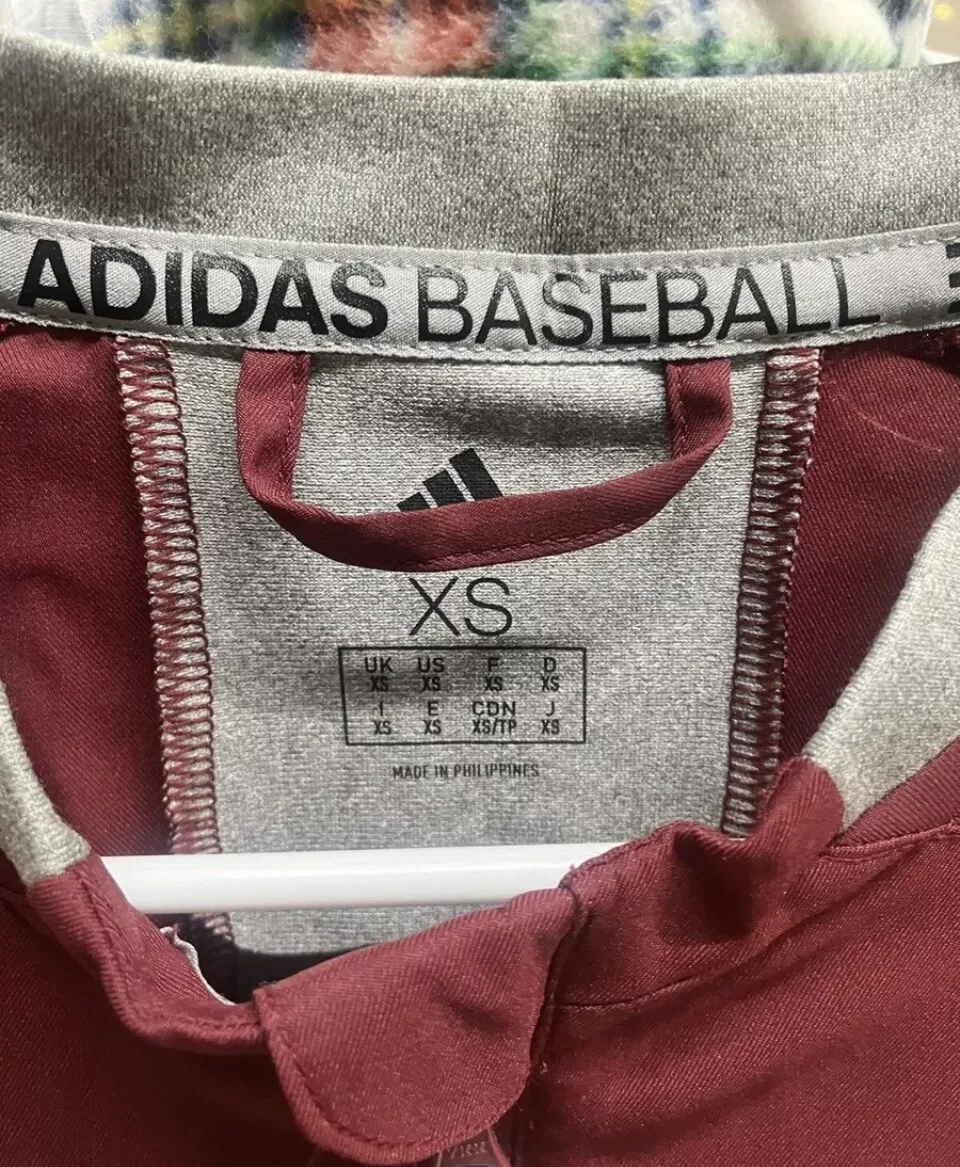 ADIDAS BASEBALL
XS
UK US F D
XS XS XS XS
I E CDN J
XS XS XS/TP XS
MADE IN PHILIPPINES